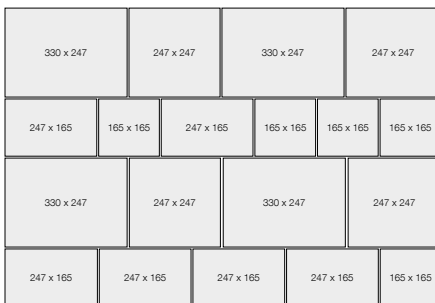 330 x 247 247 x 247 330 x 247 247 x 247
247 x 165 165 x 165 247 x 165 165 x 165 165 x 165 165 x 165
330 x 247 247 x 247 330 x 247 247 x 247
247 x 165 247 x 165 247 x 165 247 x 165 165 x 165